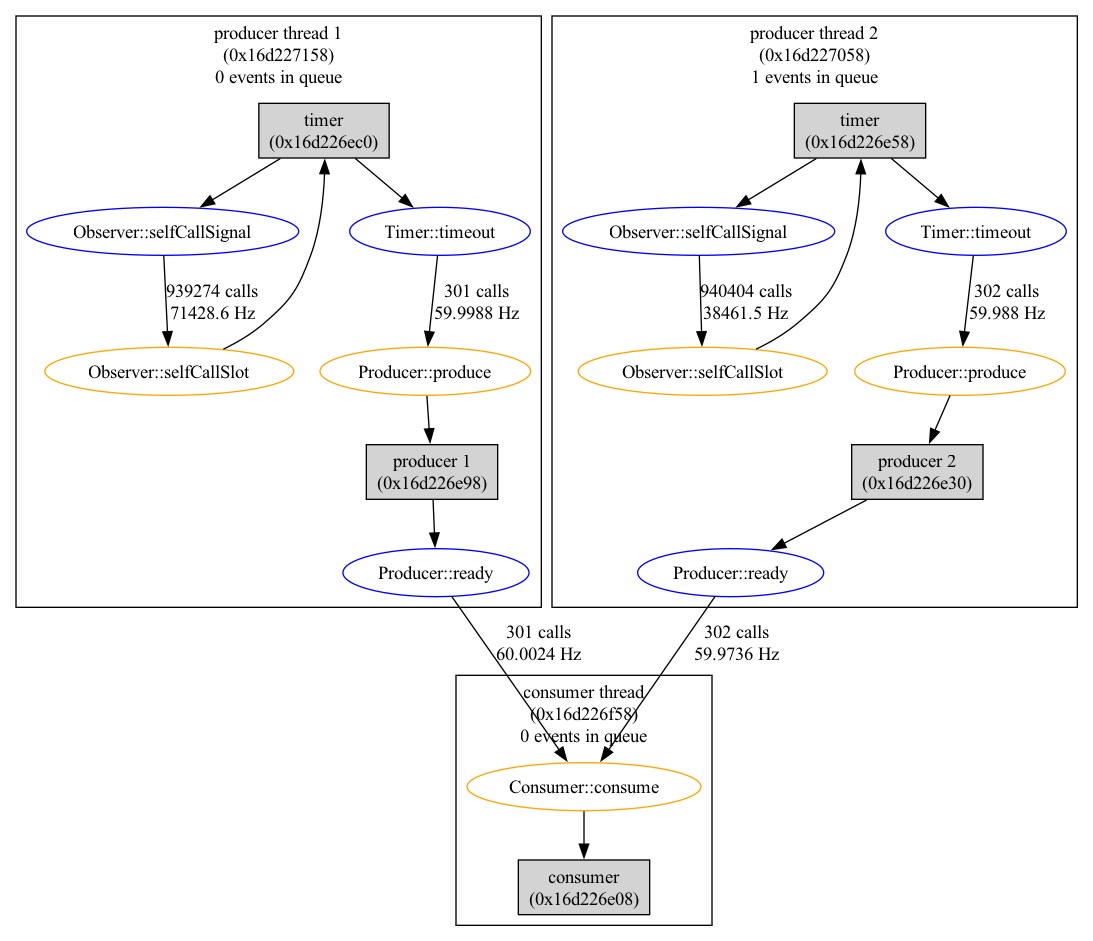 producer thread 1
(0x16d227158)
0 events in queue
timer
(0x16d226ec0)
Observer::selfCallSignal
Timer::timeout
939274 calls
71428.6 Hz
301 calls
59.9988 Hz
Observer::selfCallSlot
Producer::produce
producer 1
(0x16d226e98)
Producer::ready
producer thread 2
(0x16d227058)
1 events in queue
timer
(0x16d226e58)
Observer::selfCallSignal
Timer::timeout
940404 calls
38461.5 Hz
302 calls
59.988 Hz
Observer::selfCallSlot
Producer::produce
producer 2
(0x16d226e30)
Producer::ready
301 calls
60.0024 Hz
302 calls
59.9736 Hz
consumer thread
(0x16d226f58)
0 events in queue
Consumer::consume
consumer
(0x16d226e08)